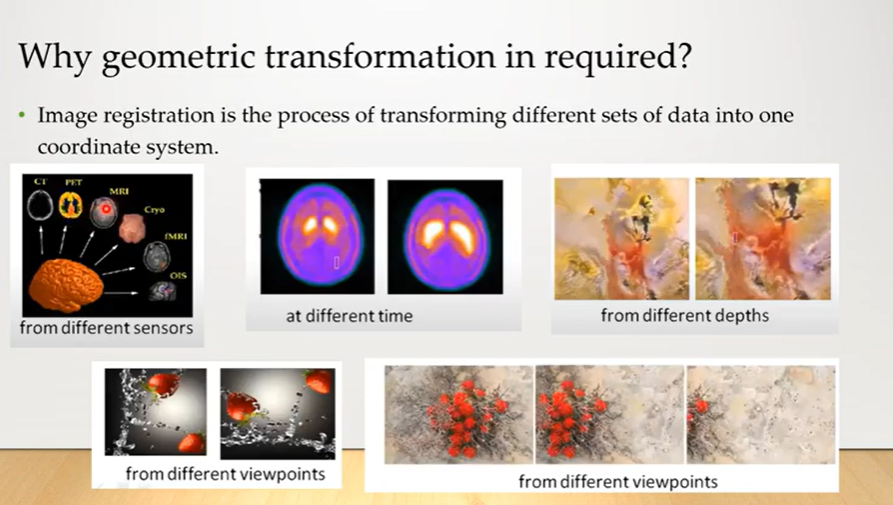 Why geometric transformation in required?
• Image registration is the process of transforming different sets of data into one
coordinate system.
CT
PET
MRI
Cryo
fMRI
OIS
from different sensors
at different time
from different depths
from different viewpoints
from different viewpoints